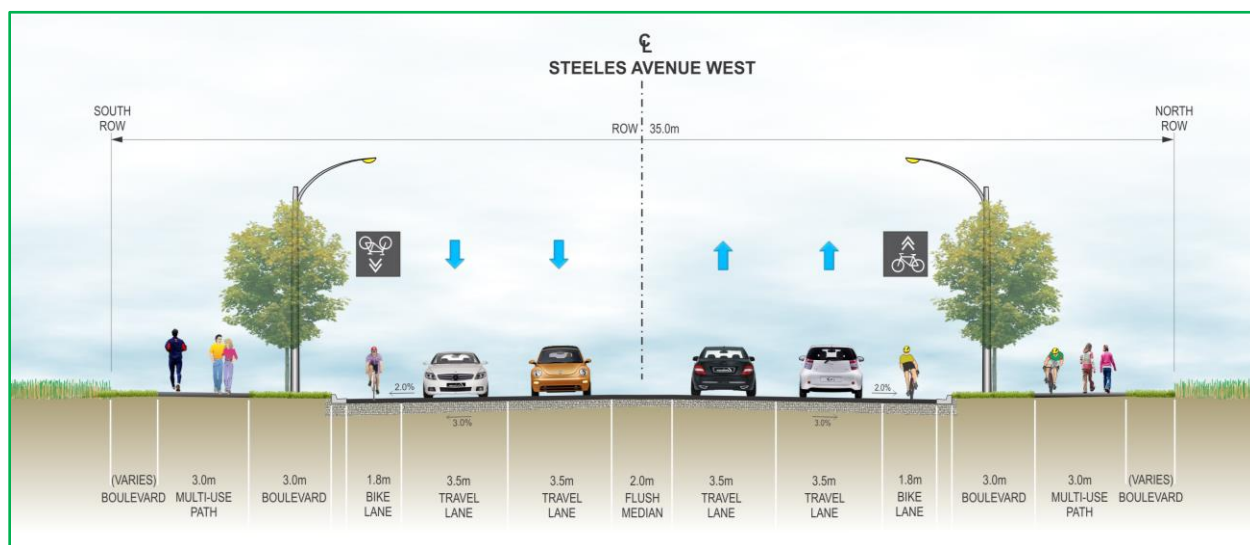 ℄
STEELES AVENUE WEST
SOUTH
ROW
ROW 35.0m
NORTH
ROW
2.0%
2.0%
3.0%
3.0%
(VARIES)
BOULEVARD
3.0m
MULTI-USE
PATH
3.0m
BOULEVARD
1.8m
BIKE
LANE
3.5m
TRAVEL
LANE
3.5m
TRAVEL
LANE
2.0m
FLUSH
MEDIAN
3.5m
TRAVEL
LANE
3.5m
TRAVEL
LANE
1.8m
BIKE
LANE
3.0m
BOULEVARD
3.0m
MULTI-USE
PATH
(VARIES)
BOULEVARD